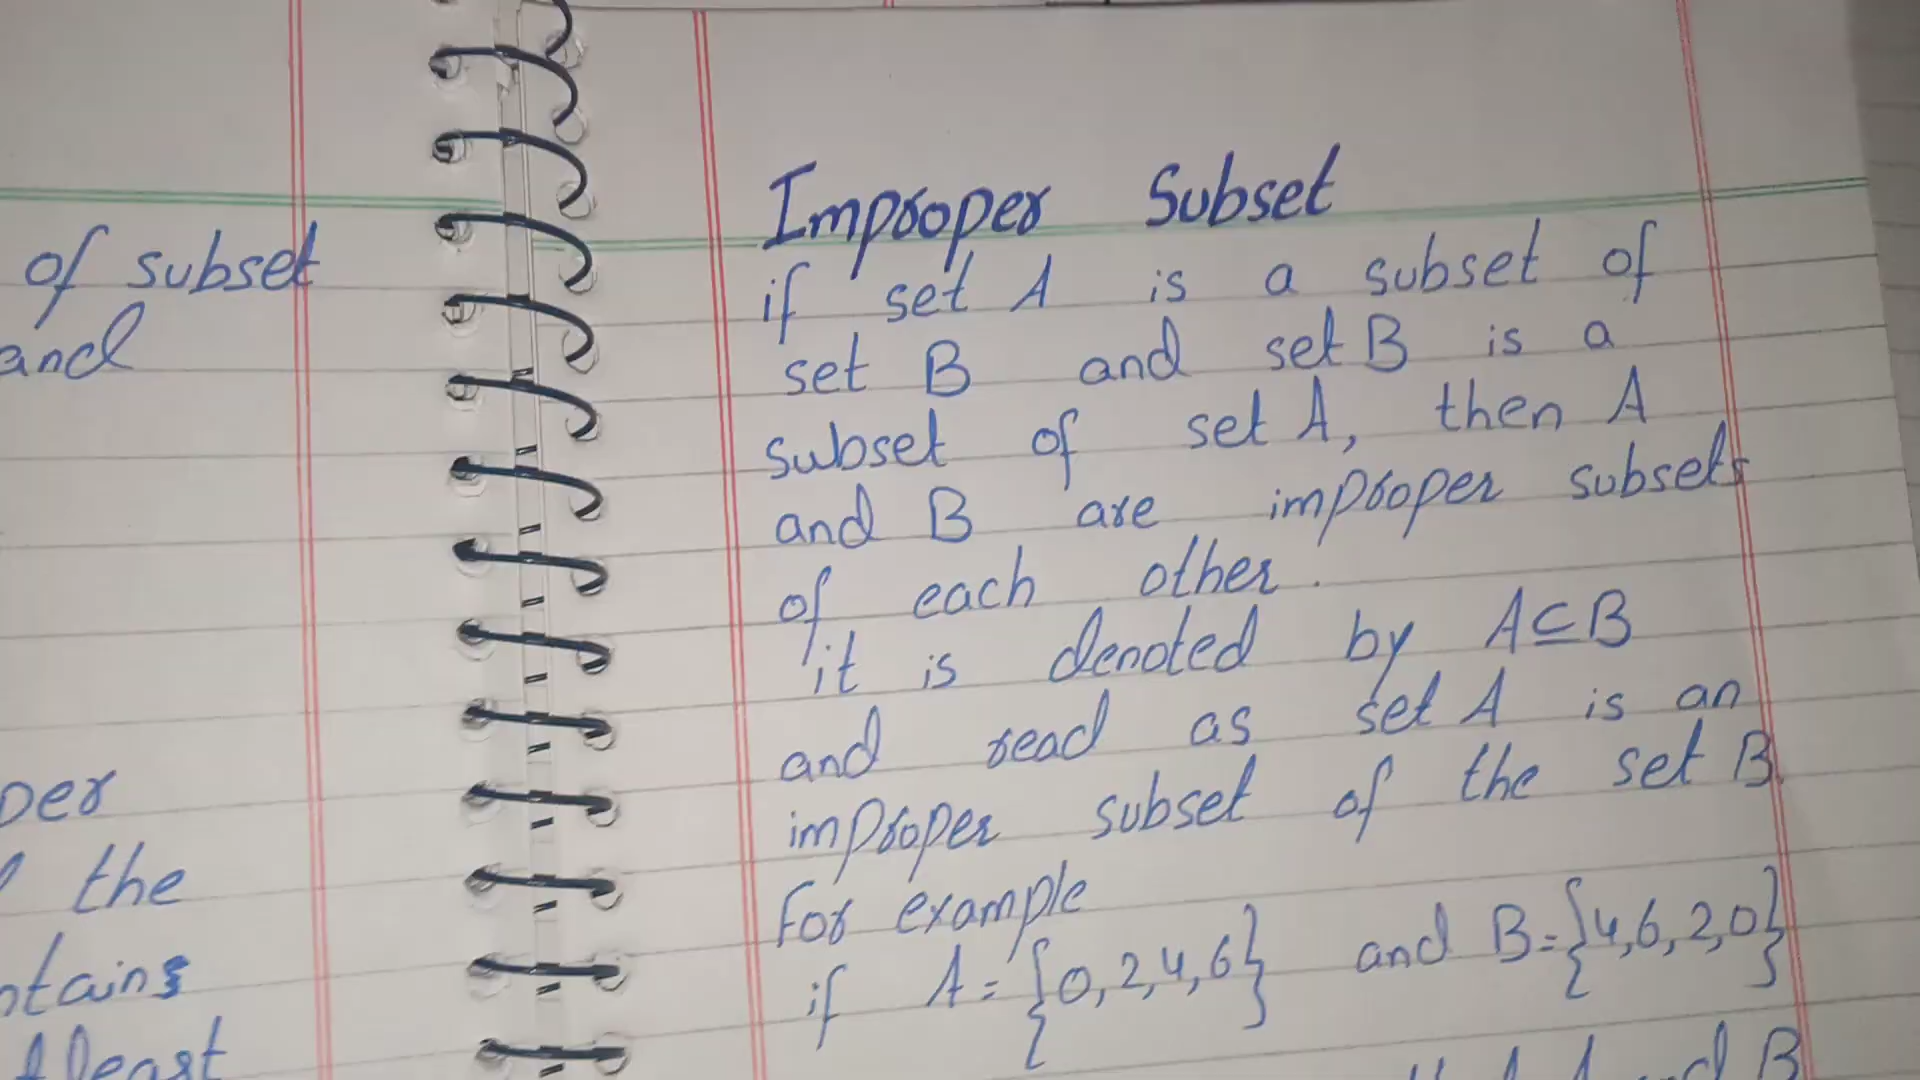 of subset
and
per
the
Improper Subset
if set A is a subset of
set B and set B is a
subset of set A, then A
and B are improper subsets
of each other.
it is denoted by A⊆B
and read as set A is an
improper subset of the set B.
For example
if A={0,2,4,6} and B={4,6,2,0}